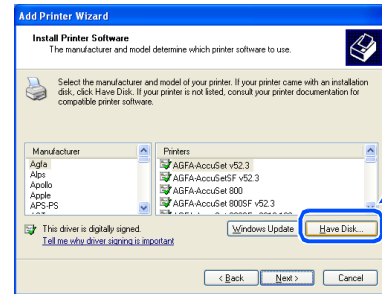 Add Printer Wizard
Install Printer Software
The manufacturer and model determine which printer software to use.
Select the manufacturer and model of your printer. If your printer came with an installation
disk, click Have Disk. If your printer is not listed, consult your printer documentation for
compatible printer software.
Manufacturer
Agfa
Alps
Apollo
Apple
APS-PS
Printers
AGFA-AccuSet v52.3
AGFA-AccuSetSF v52.3
AGFA-AccuSet 800
AGFA-AccuSet 800SF v52.3
This driver is digitally signed.
Tell me why driver signing is important
Windows Update
Have Disk...
< Back
Next >
Cancel